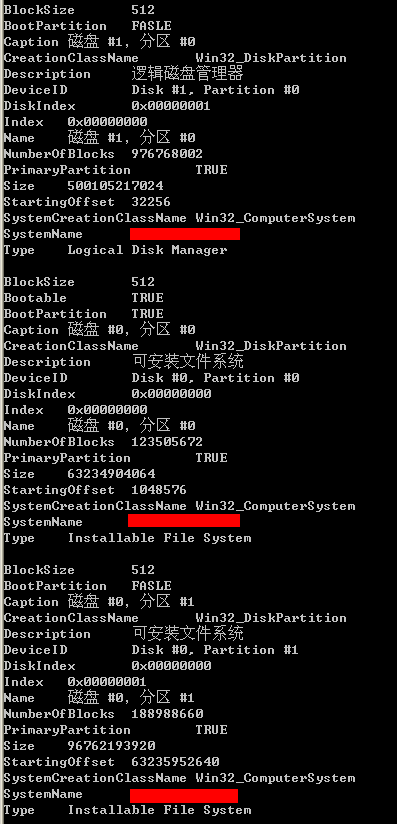 BlockSize 512
BootPartition FASLE
Caption 磁盘 #1, 分区 #0
CreationClassName Win32_DiskPartition
Description 逻辑磁盘管理器
DeviceID Disk #1, Partition #0
DiskIndex 0x00000001
Index 0x00000000
Name 磁盘 #1, 分区 #0
NumberOfBlocks 976768002
PrimaryPartition TRUE
Size 500105217024
StartingOffset 32256
SystemCreationClassName Win32_ComputerSystem
SystemName
Type Logical Disk Manager
BlockSize 512
Bootable TRUE
BootPartition TRUE
Caption 磁盘 #0, 分区 #0
CreationClassName Win32_DiskPartition
Description 可安装文件系统
DeviceID Disk #0, Partition #0
DiskIndex 0x00000000
Index 0x00000000
Name 磁盘 #0, 分区 #0
NumberOfBlocks 123505672
PrimaryPartition TRUE
Size 63234904064
StartingOffset 1048576
SystemCreationClassName Win32_ComputerSystem
SystemName
Type Installable File System
BlockSize 512
BootPartition FASLE
Caption 磁盘 #0, 分区 #1
CreationClassName Win32_DiskPartition
Description 可安装文件系统
DeviceID Disk #0, Partition #1
DiskIndex 0x00000000
Index 0x00000001
Name 磁盘 #0, 分区 #1
NumberOfBlocks 188988660
PrimaryPartition TRUE
Size 96762193920
StartingOffset 63235952640
SystemCreationClassName Win32_ComputerSystem
SystemName
Type Installable File System